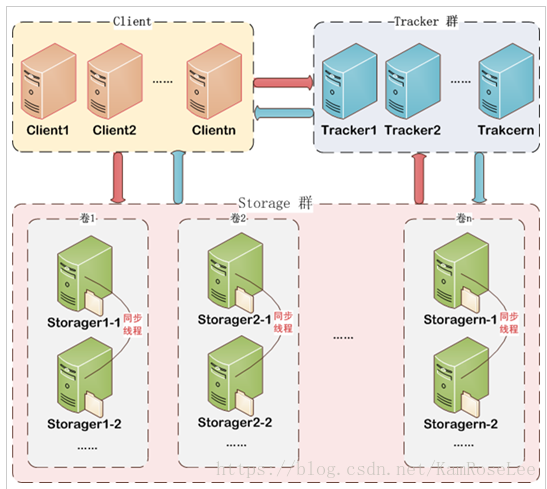 Client
Tracker 群
......
......
Client1
Client2
Clientn
Tracker1
Tracker2
Trakcern
Storage 群
卷1
卷2
卷n
Storager1-1
Storager2-1
Storagern-1
同步
线程
同步
线程
同步
线程
......
Storager1-2
Storager2-2
Storagern-2
......
......
......
https://blog.csdn.net/KamRoseLee